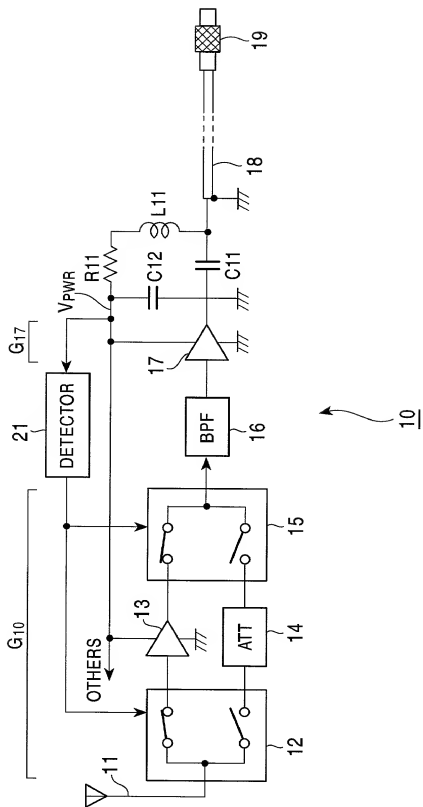 G10
G17
21
DETECTOR
VPWR
R11
L11
C12
C11
OTHERS
13
17
11
12
ATT
14
15
BPF
16
18
19
10